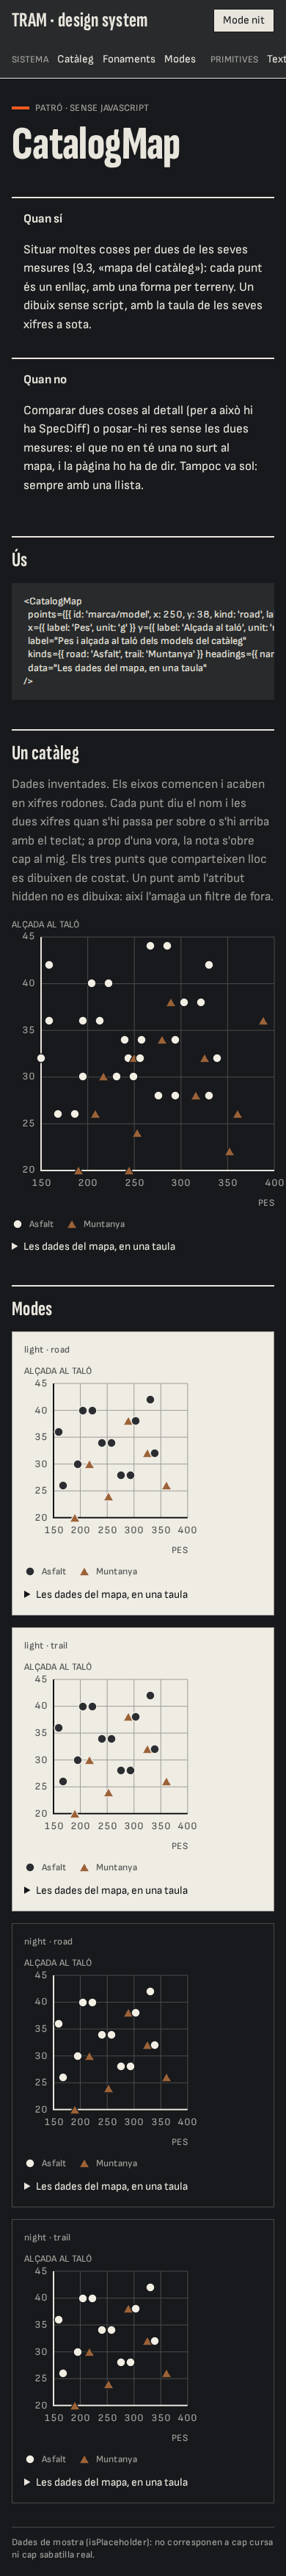 TRAM · design system
Mode nit
SISTEMA Catàleg Fonaments Modes PRIMITIVES Text
PATRÓ · SENSE JAVASCRIPT
CatalogMap
Quan sí
Situar moltes coses per dues de les seves
mesures (9.3, «mapa del catàleg»): cada punt
és un enllaç, amb una forma per terreny. Un
dibuix sense script, amb la taula de les seves
xifres a sota.
Quan no
Comparar dues coses al detall (per a això hi
ha SpecDiff) o posar-hi res sense les dues
mesures: el que no en té una no surt al
mapa, i la pàgina ho ha de dir. Tampoc va sol:
sempre amb una llista.
Ús
<CatalogMap
points={[{ id: 'marca/model', x: 250, y: 38, kind: 'road', la
x={{ label: 'Pes', unit: 'g' }} y={{ label: 'Alçada al taló', unit: '
label="Pes i alçada al taló dels models del catàleg"
kinds={{ road: 'Asfalt', trail: 'Muntanya' }} headings={{ nar
data="Les dades del mapa, en una taula"
/>
Un catàleg
Dades inventades. Els eixos comencen i acaben
en xifres rodones. Cada punt diu el nom i les
dues xifres quan s'hi passa per sobre o s'hi arriba
amb el teclat; a prop d'una vora, la nota s'obre
cap al mig. Els tres punts que comparteixen lloc
es dibuixen de costat. Un punt amb l'atribut
hidden no es dibuixa: així l'amaga un filtre de fora.
ALÇADA AL TALÓ
45
40
35
30
25
20
150 200 250 300 350 400
PES
Asfalt Muntanya
Les dades del mapa, en una taula
Modes
light · road
ALÇADA AL TALÓ
45
40
35
30
25
20
150 200 250 300 350 400
PES
Asfalt Muntanya
Les dades del mapa, en una taula
light · trail
ALÇADA AL TALÓ
45
40
35
30
25
20
150 200 250 300 350 400
PES
Asfalt Muntanya
Les dades del mapa, en una taula
night · road
ALÇADA AL TALÓ
45
40
35
30
25
20
150 200 250 300 350 400
PES
Asfalt Muntanya
Les dades del mapa, en una taula
night · trail
ALÇADA AL TALÓ
45
40
35
30
25
20
150 200 250 300 350 400
PES
Asfalt Muntanya
Les dades del mapa, en una taula
Dades de mostra (isPlaceholder): no corresponen a cap cursa
ni cap sabatilla real.